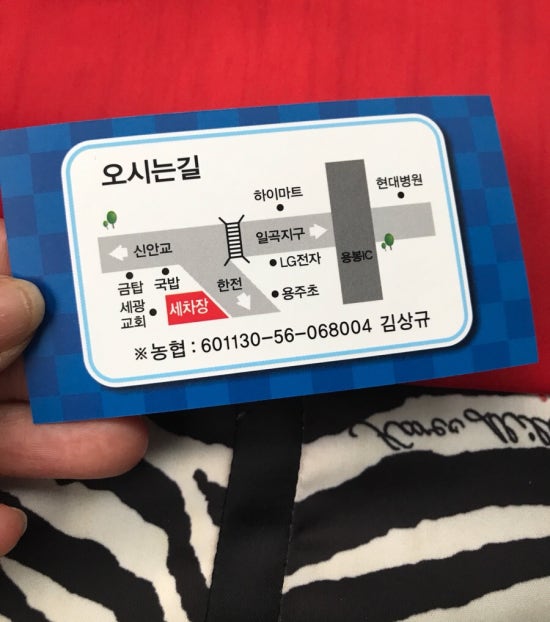 오시는길
하이마트
현대병원
신안교
일곡지구
용봉IC
LG전자
금탑
국밥
한전
용주초
세광
교회
세차장
※농협 : 601130-56-068004 김상규